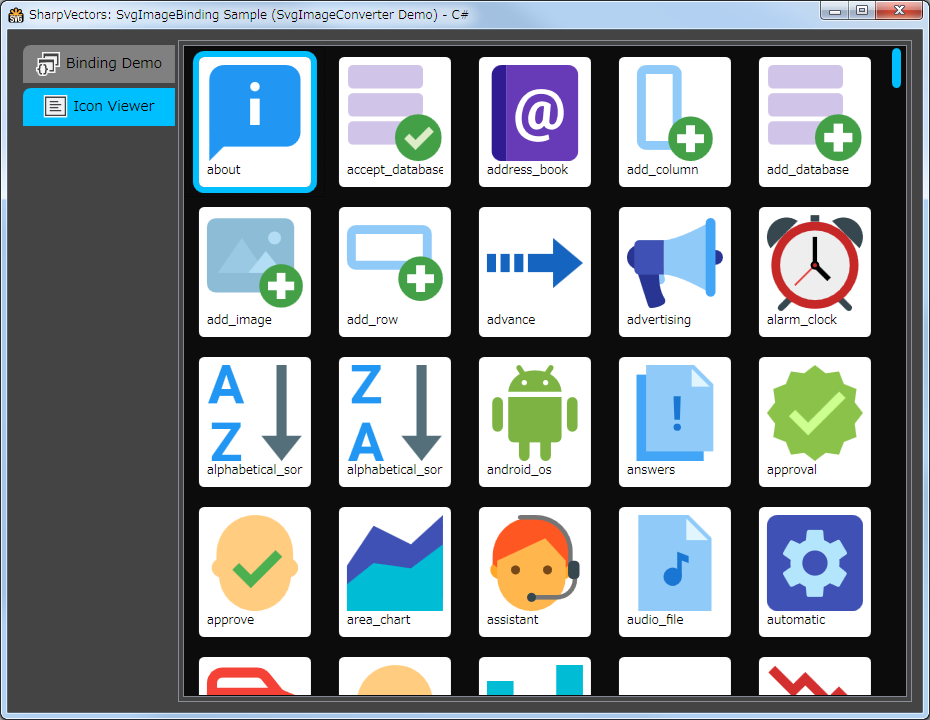 SharpVectors: SvgImageBinding Sample (SvgImageConverter Demo) - C#
SVG
Binding Demo
Icon Viewer
about
accept_database
address_book
add_column
add_database
add_image
add_row
advance
advertising
alarm_clock
A
Z
alphabetical_sor
Z
A
alphabetical_sor
android_os
answers
approval
approve
area_chart
assistant
audio_file
automatic